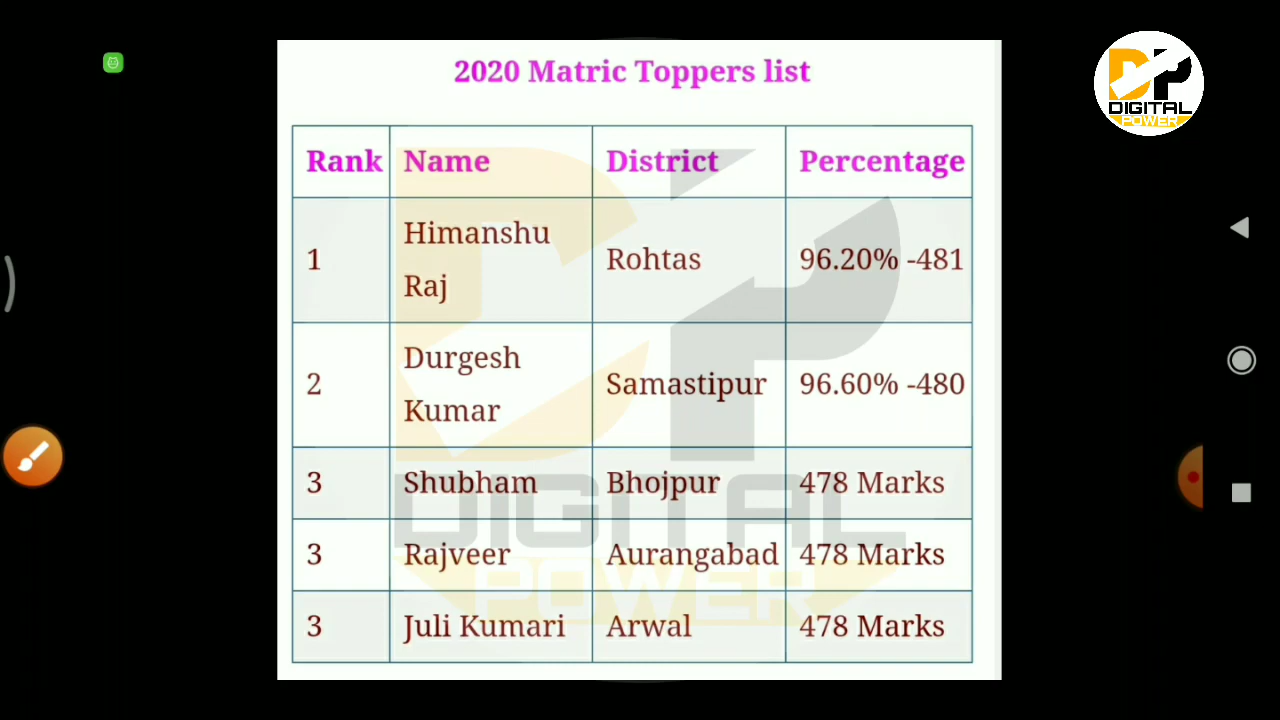 2020 Matric Toppers list
DIGITAL
POWER
Rank Name District Percentage
1 Himanshu Raj Rohtas 96.20% -481
2 Durgesh Kumar Samastipur 96.60% -480
3 Shubham Bhojpur 478 Marks
3 Rajveer Aurangabad 478 Marks
3 Juli Kumari Arwal 478 Marks
DIGITAL
POWER